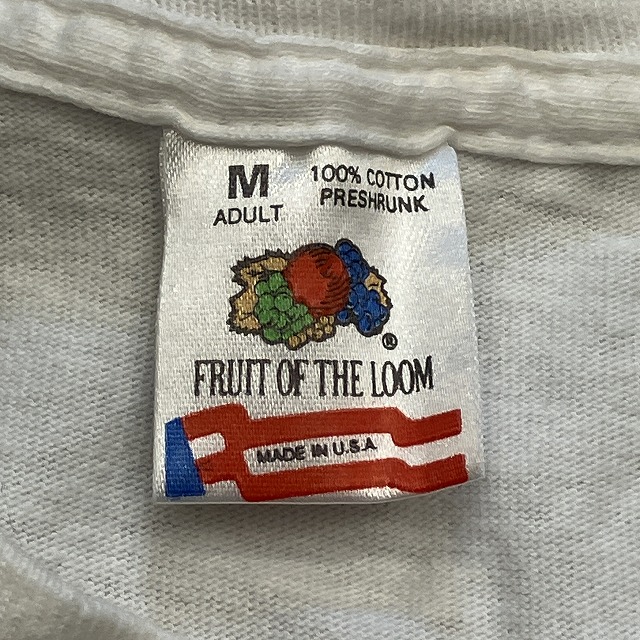 M
ADULT
100% COTTON
PRESHRUNK
®
FRUIT OF THE LOOM
MADE IN U.S.A